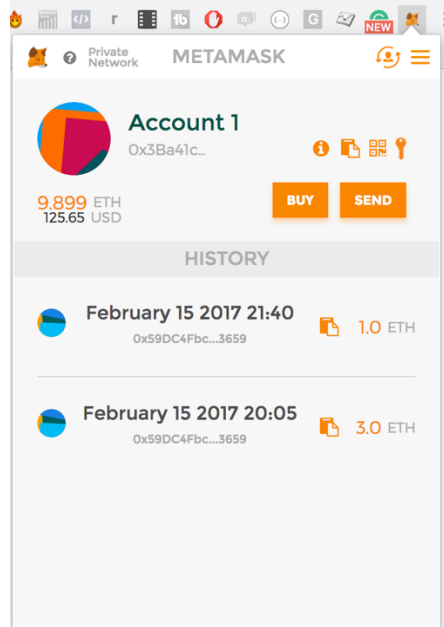 r 1b G NEW
Private
Network
METAMASK
Account 1
0x3Ba41c...
9.899 ETH
125.65 USD
BUY
SEND
HISTORY
February 15 2017 21:40
0x59DC4Fbc...3659
1.0 ETH
February 15 2017 20:05
0x59DC4Fbc...3659
3.0 ETH